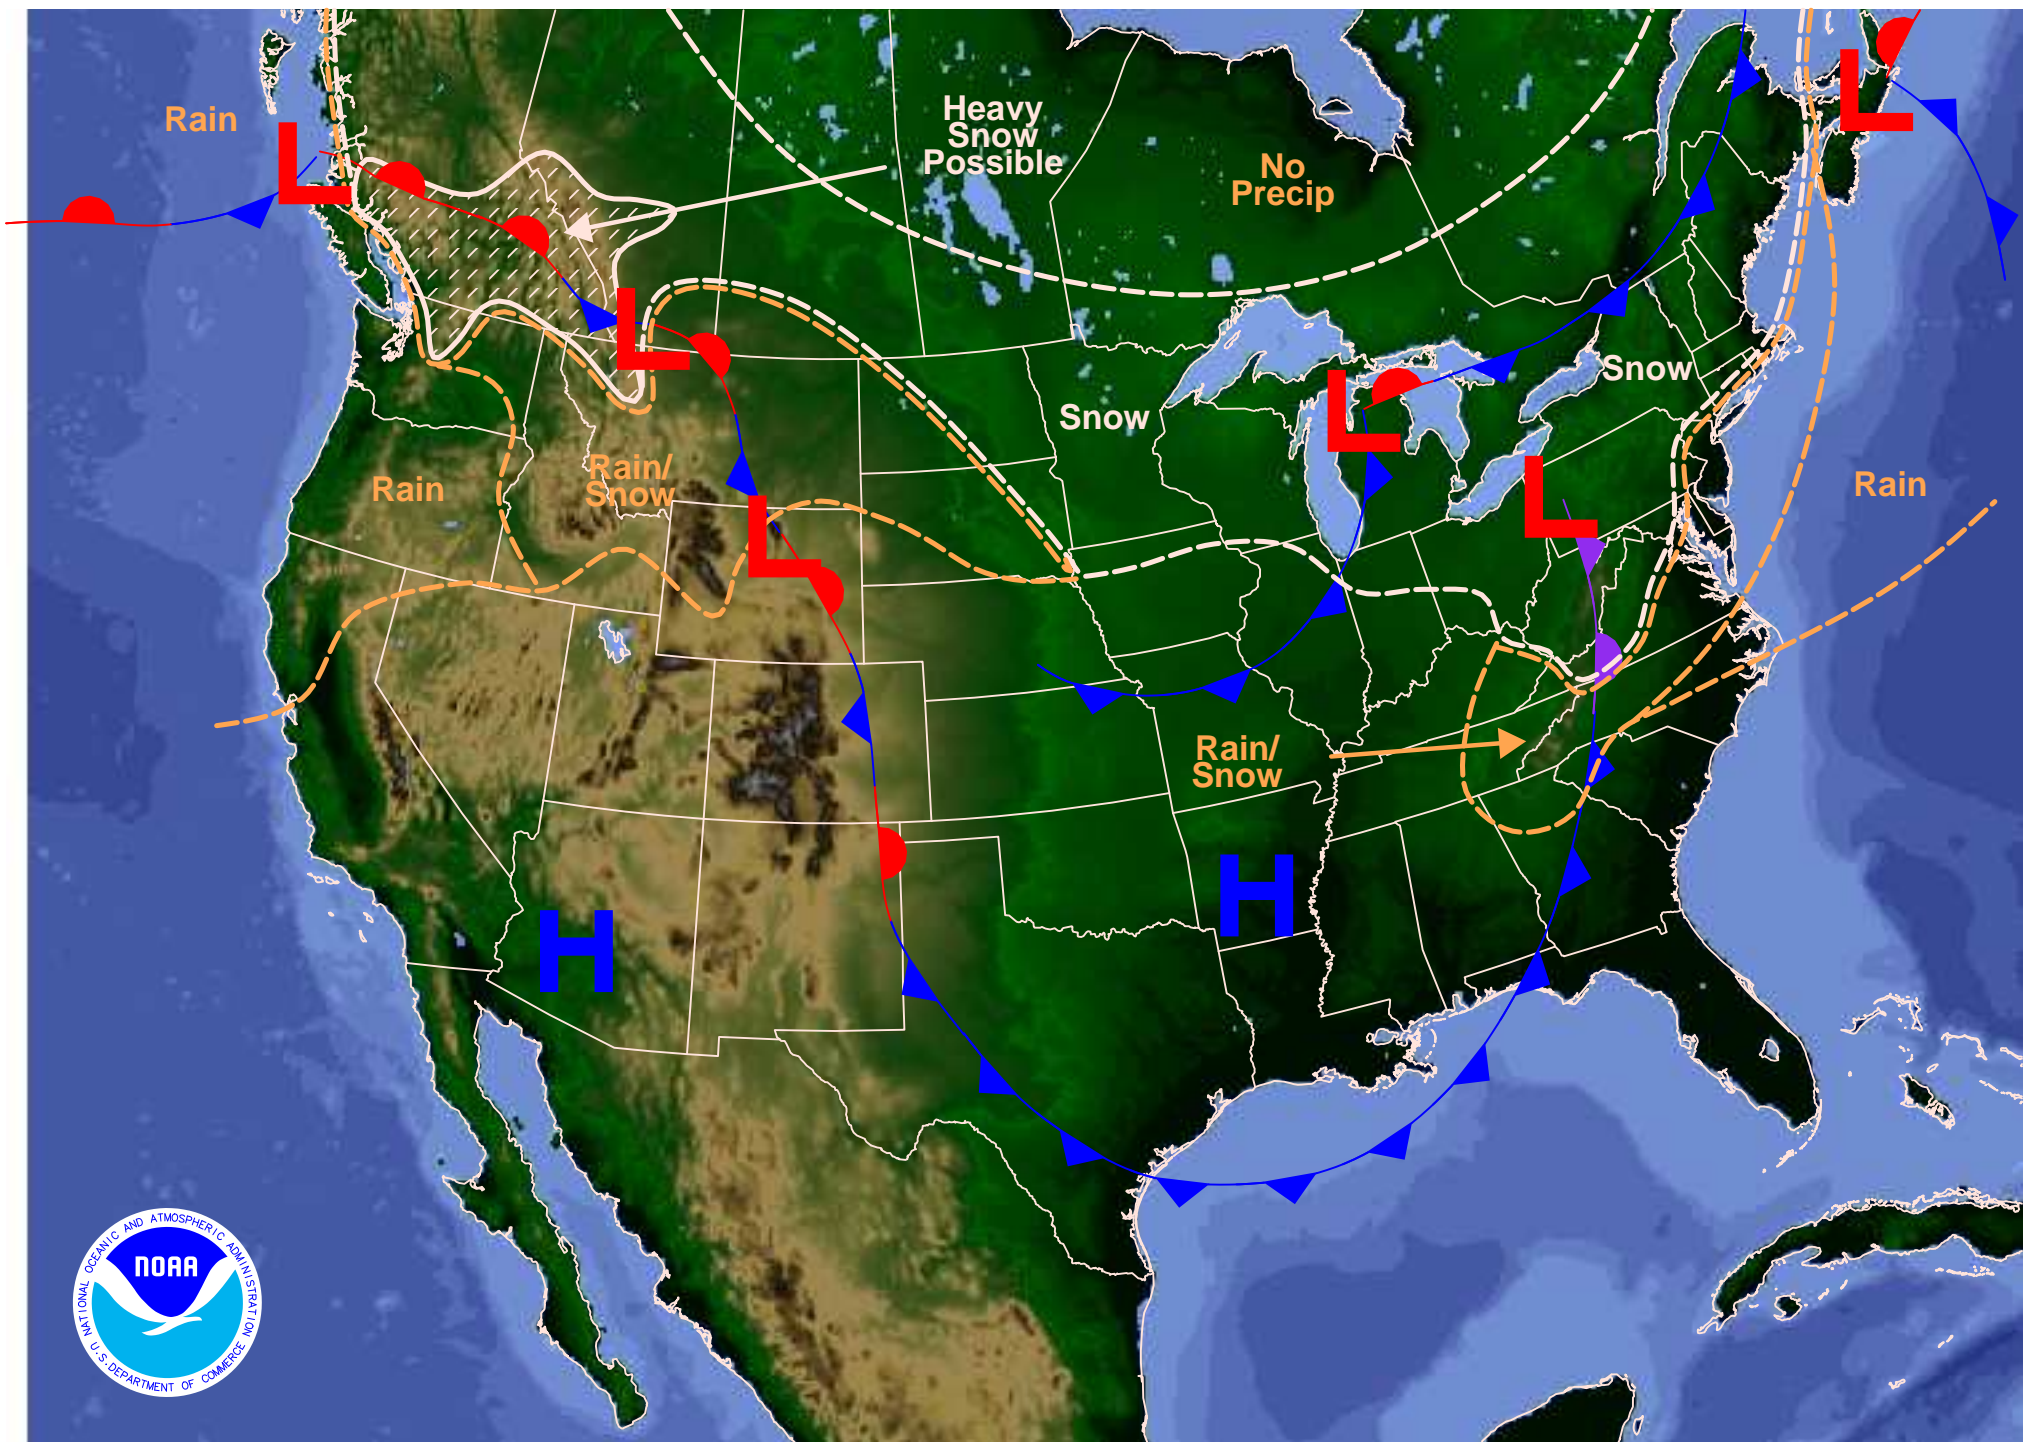 Rain
Heavy
Snow
Possible
No
Precip
L
L
L
L
L
L
Snow
Snow
Rain/
Snow
Rain
Rain
Rain/
Snow
H
H
NATIONAL OCEANIC AND ATMOSPHERIC ADMINISTRATION
NOAA
U.S. DEPARTMENT OF COMMERCE